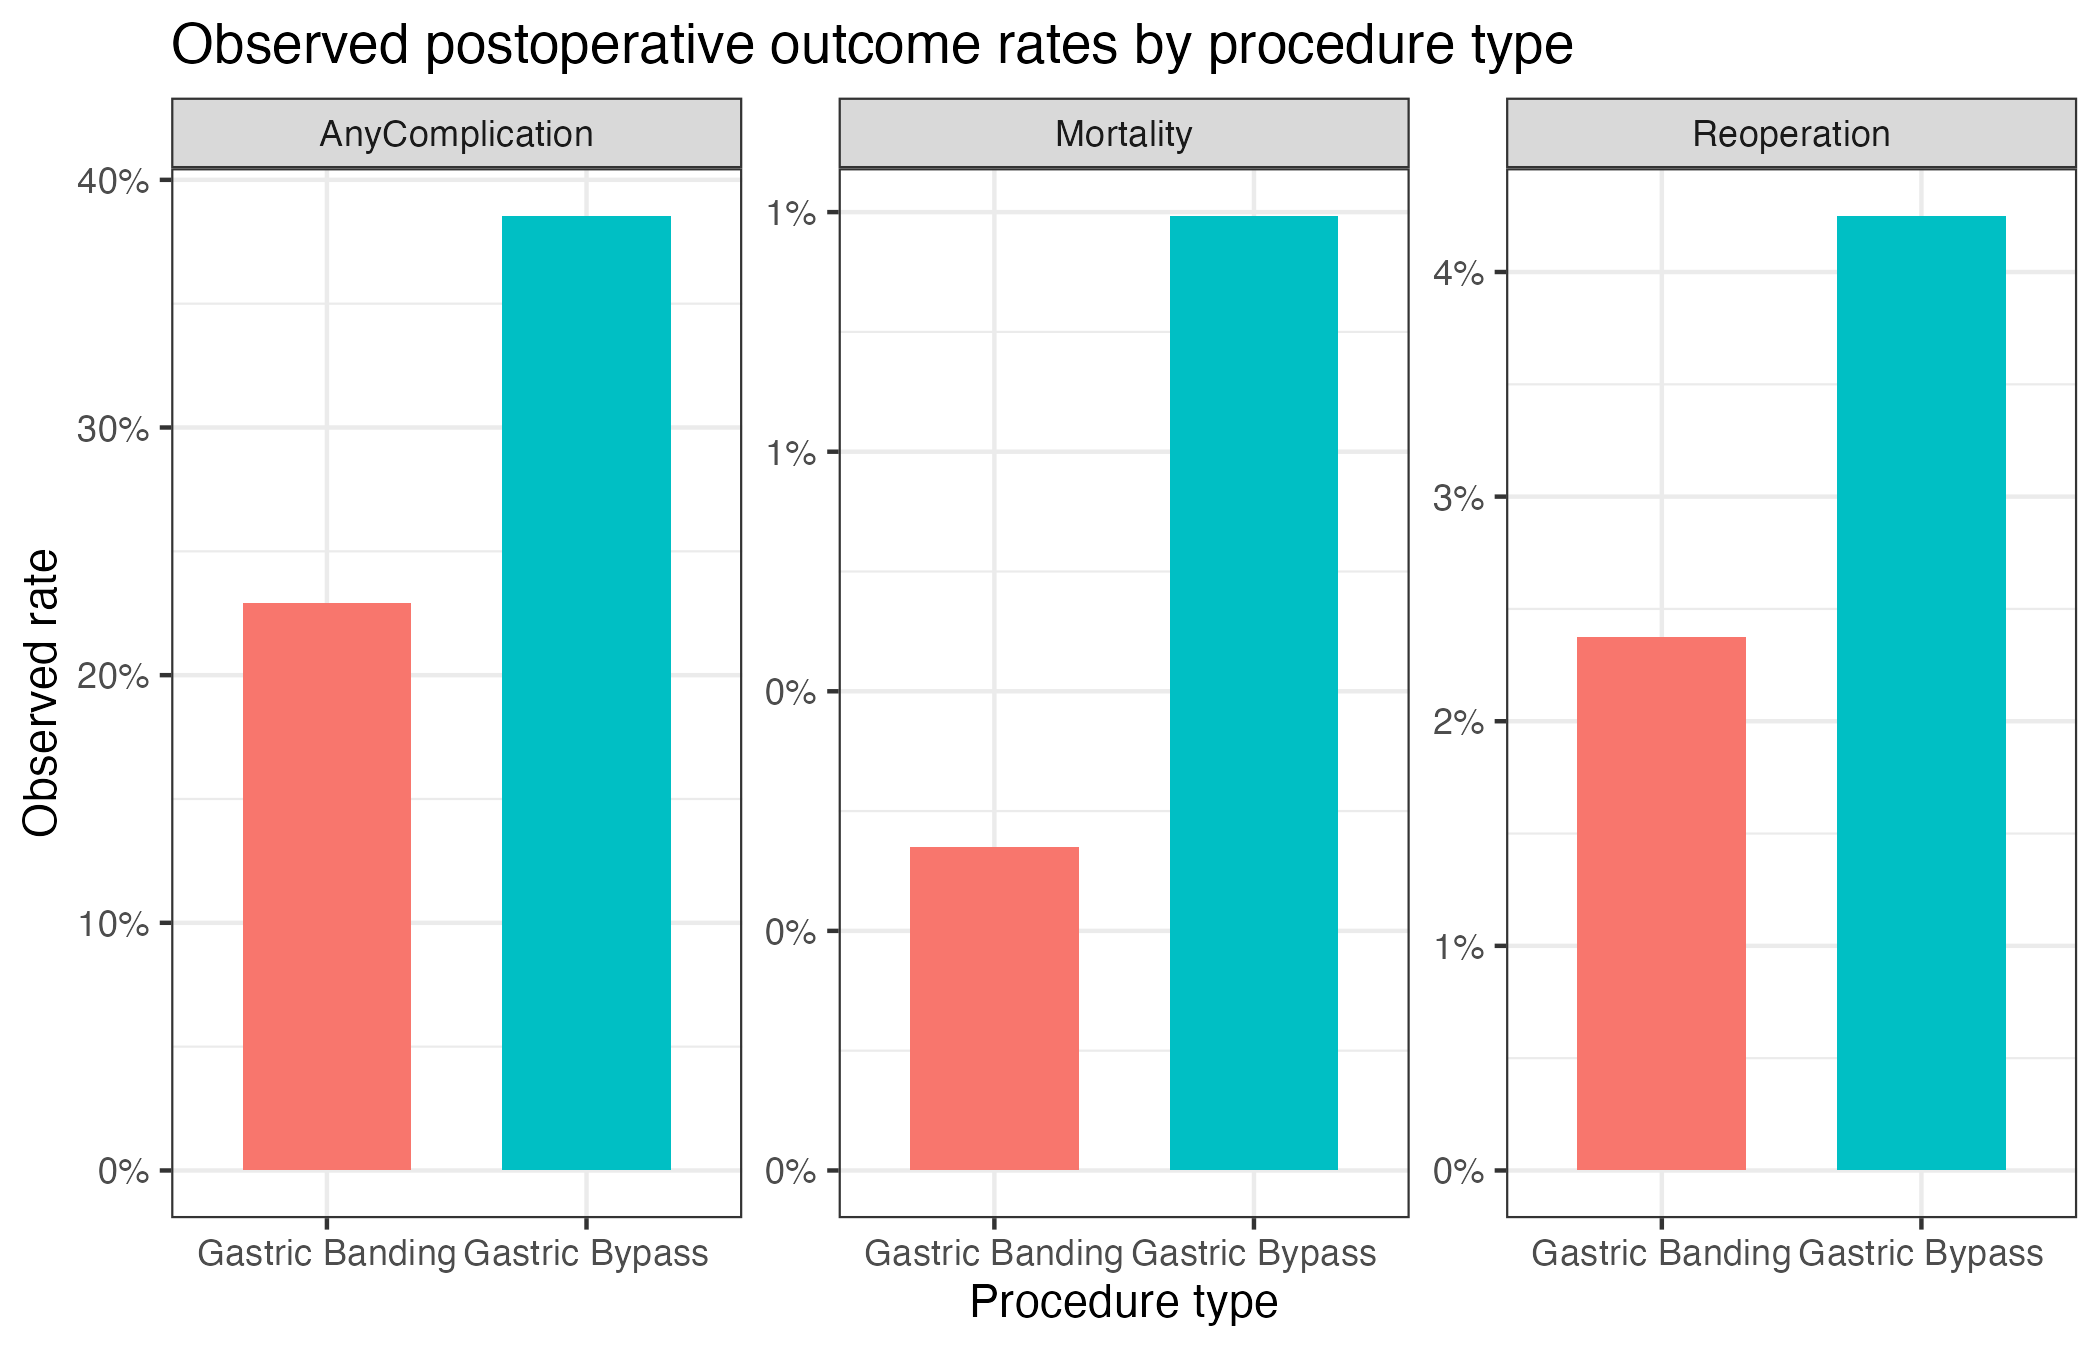 Observed postoperative outcome rates by procedure type
AnyComplication
Mortality
Reoperation
Observed rate
40%
30%
20%
10%
0%
1%
1%
0%
0%
0%
4%
3%
2%
1%
0%
Gastric Banding Gastric Bypass
Gastric Banding Gastric Bypass
Gastric Banding Gastric Bypass
Procedure type